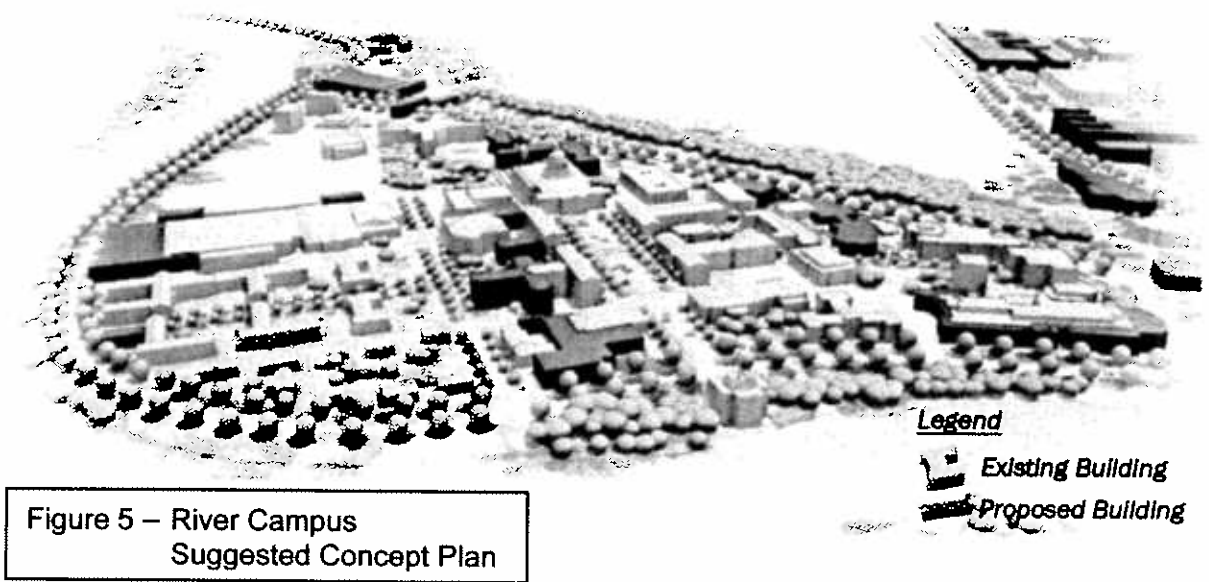 Legend
Existing Building
Proposed Building
Figure 5 – River Campus
Suggested Concept Plan